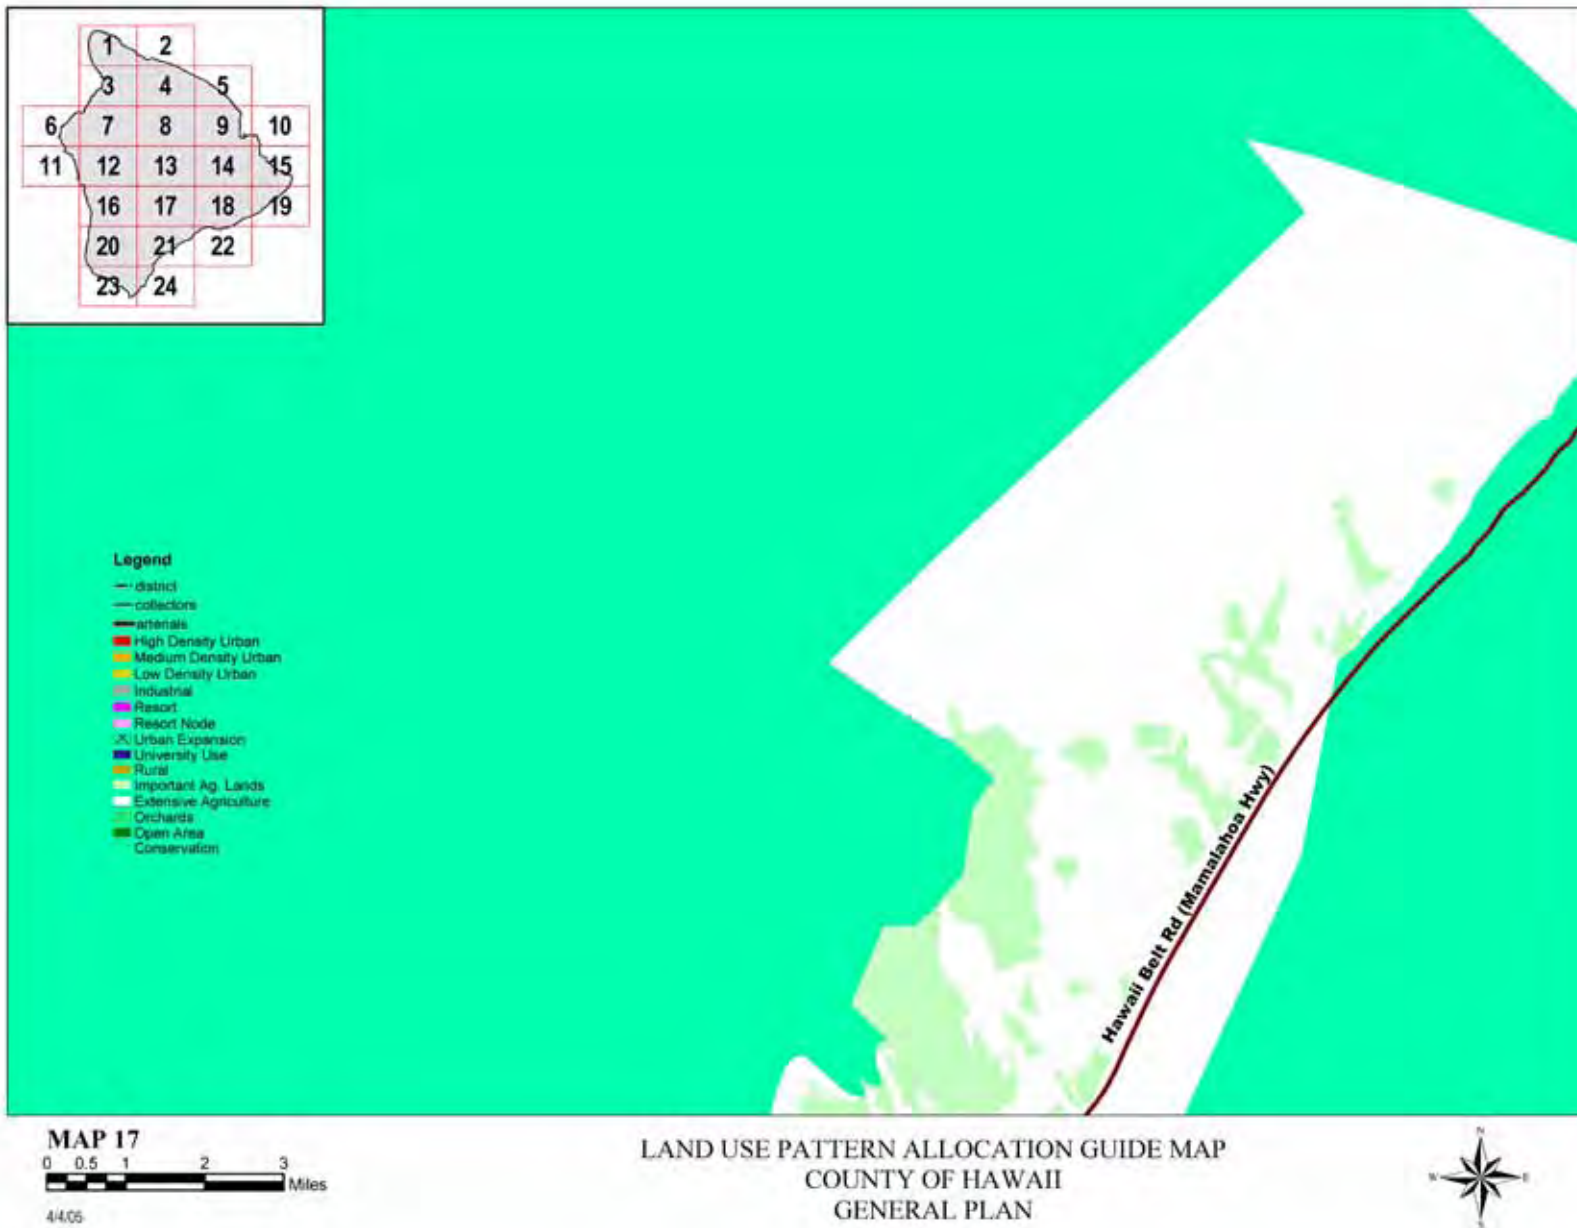 1 2
3 4 5
6 7 8 9 10
11 12 13 14 15
16 17 18 19
20 21 22
23 24
Legend
district
collectors
arterials
High Density Urban
Medium Density Urban
Low Density Urban
Industrial
Resort
Resort Node
Urban Expansion
University Use
Rural
Important Ag. Lands
Extensive Agriculture
Orchards
Open Area
Conservation
Hawaii Belt Rd (Mamalahoa Hwy)
MAP 17
0 0.5 1 2 3
Miles
4/4/05
LAND USE PATTERN ALLOCATION GUIDE MAP
COUNTY OF HAWAII
GENERAL PLAN
N
W E
S